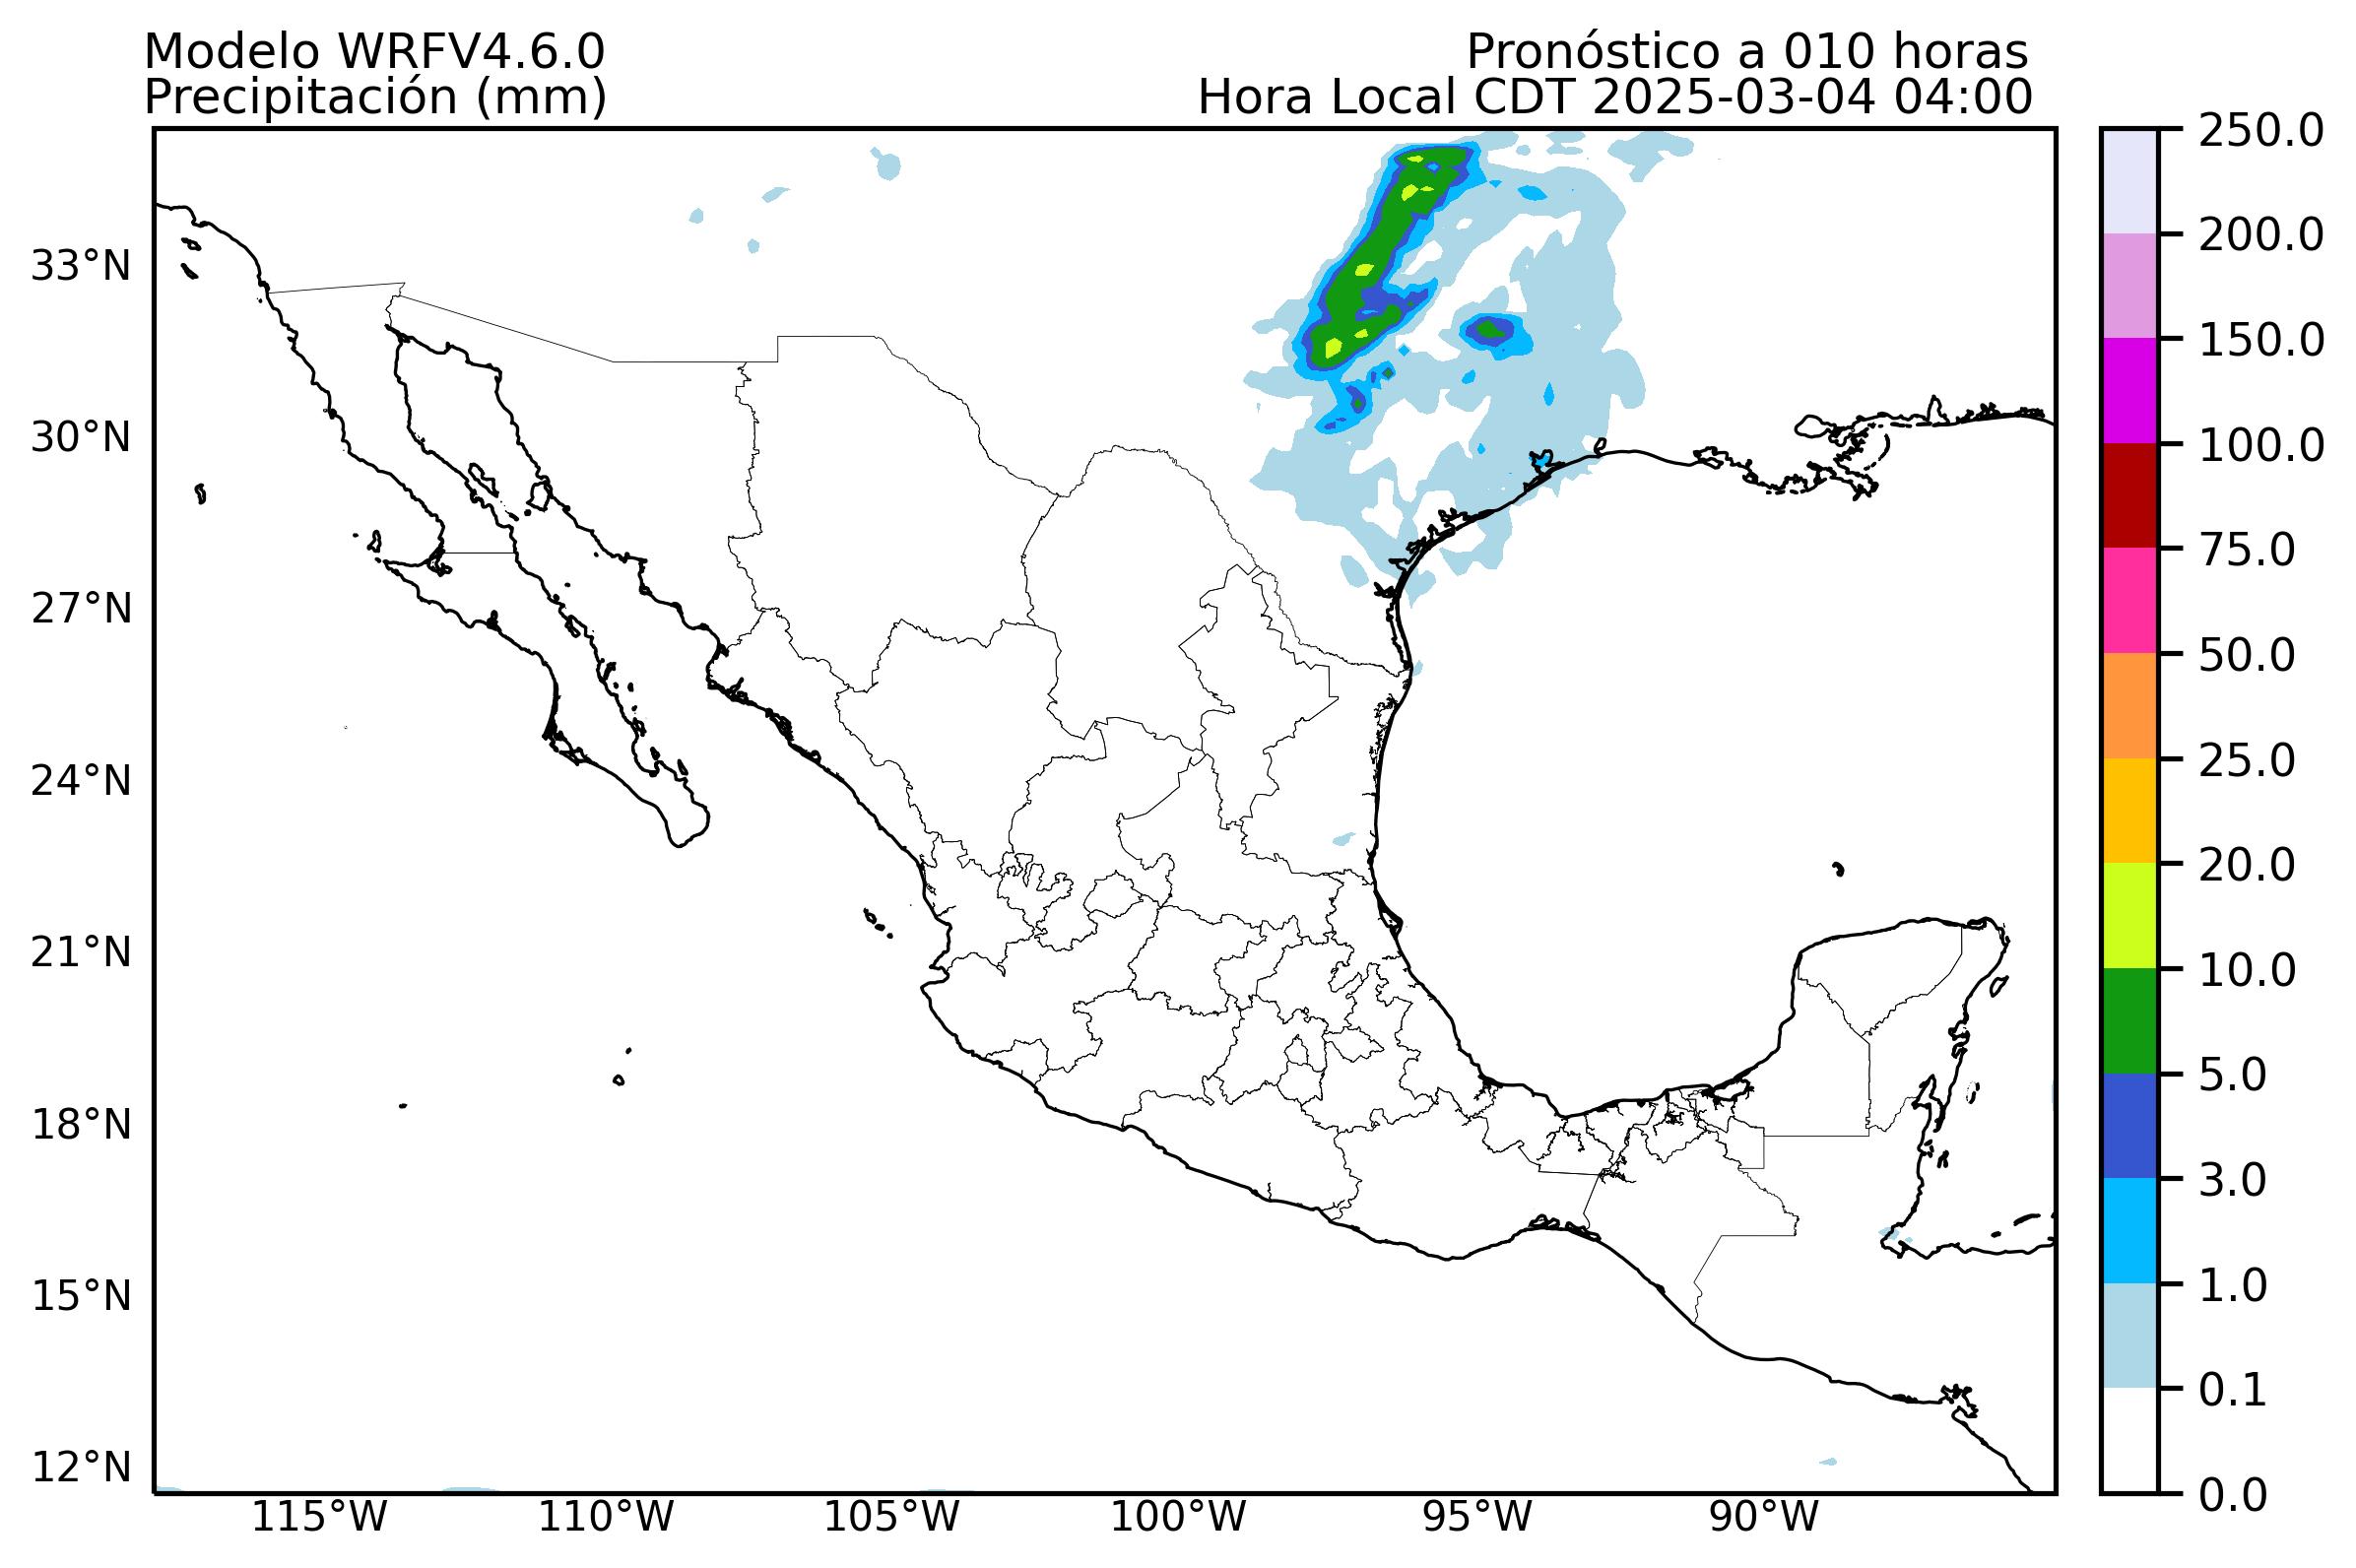 Modelo WRFV4.6.0
Pronóstico a 010 horas
Precipitación (mm)
Hora Local CDT 2025-03-04 04:00
33°N
30°N
27°N
24°N
21°N
18°N
15°N
12°N
115°W
110°W
105°W
100°W
95°W
90°W
250.0
200.0
150.0
100.0
75.0
50.0
25.0
20.0
10.0
5.0
3.0
1.0
0.1
0.0